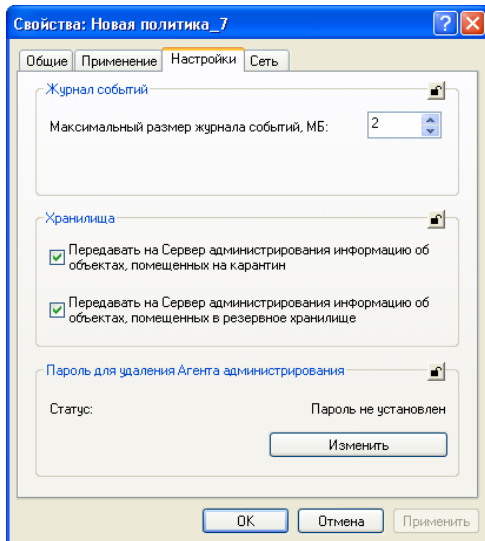 Свойства: Новая политика_7
Общие Применение Настройки Сеть
Журнал событий
Максимальный размер журнала событий, МБ: 2
Хранилища
Передавать на Сервер администрирования информацию об
объектах, помещенных на карантин
Передавать на Сервер администрирования информацию об
объектах, помещенных в резервное хранилище
Пароль для удаления Агента администрирования
Статус: Пароль не установлен
Изменить
OK Отмена Применить